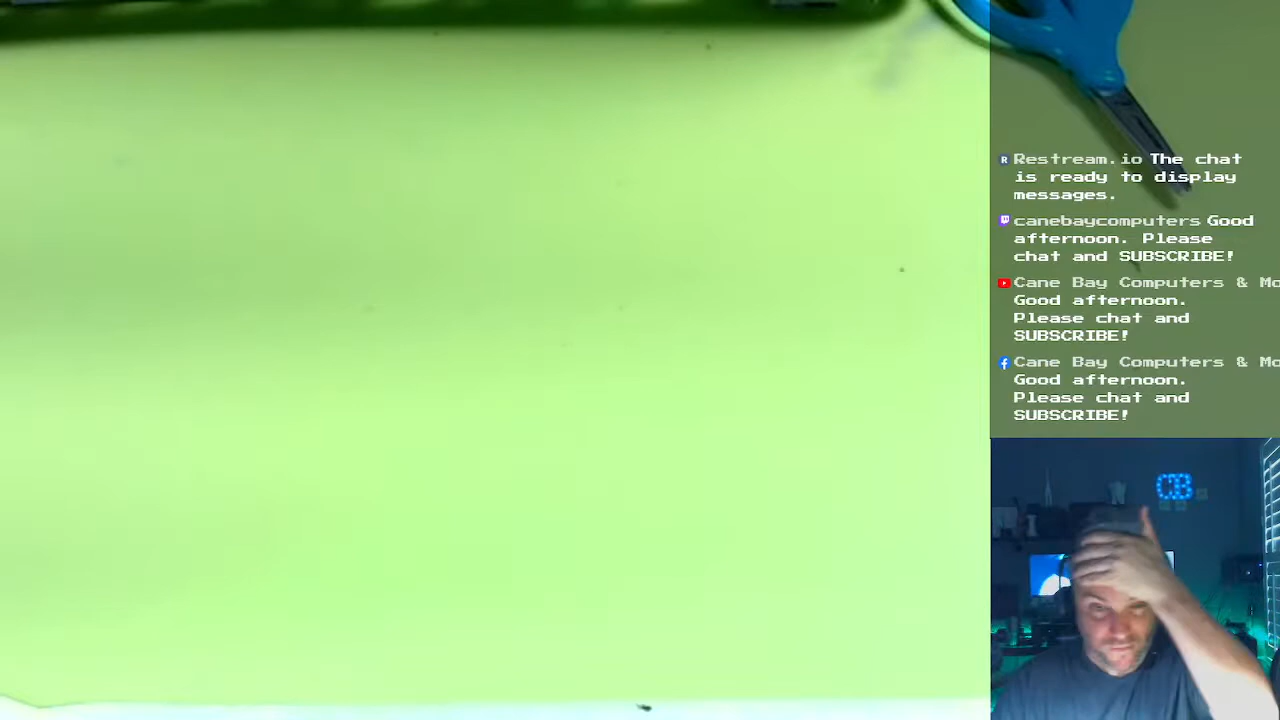 Restream.io The chat
is ready to display
messages.
canebaycomputers Good
afternoon. Please
chat and SUBSCRIBE!
Cane Bay Computers & Mo
Good afternoon.
Please chat and
SUBSCRIBE!
Cane Bay Computers & Mo
Good afternoon.
Please chat and
SUBSCRIBE!
CB